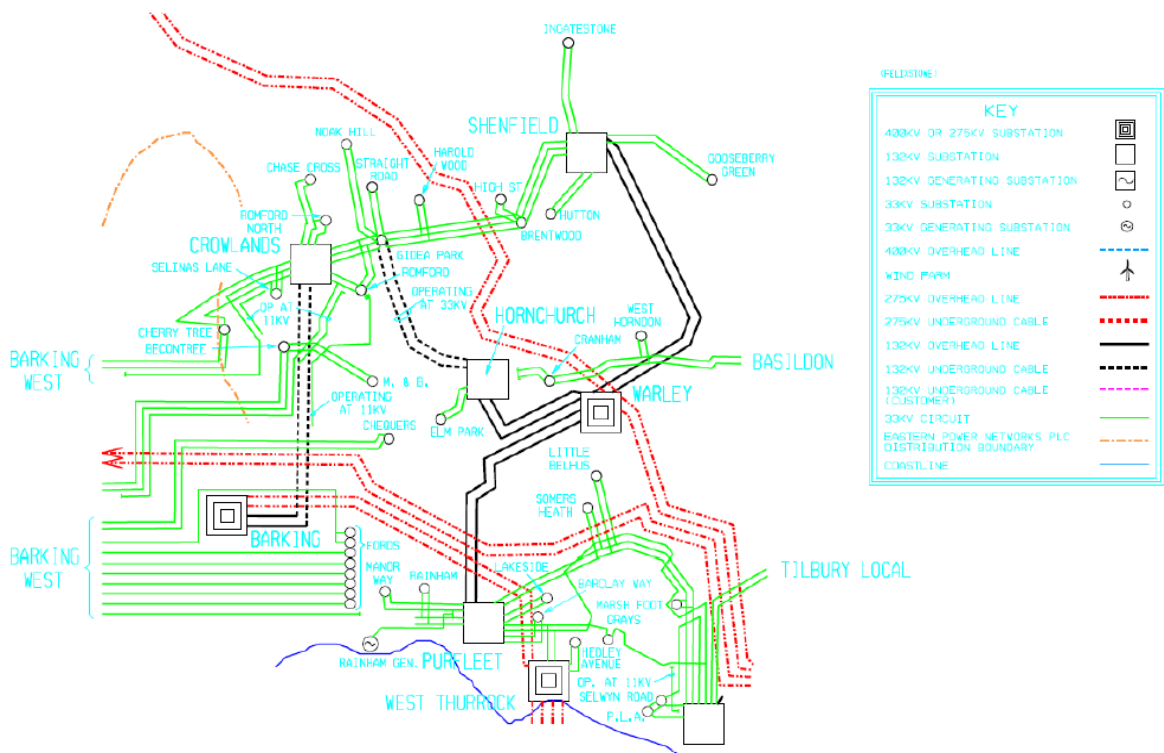 INGATESTONE
(FELIXSTOWE)
KEY
400KV OR 275KV SUBSTATION
132KV SUBSTATION
132KV GENERATING SUBSTATION
33KV SUBSTATION
33KV GENERATING SUBSTATION
400KV OVERHEAD LINE
WIND FARM
275KV OVERHEAD LINE
275KV UNDERGROUND CABLE
132KV OVERHEAD LINE
132KV UNDERGROUND CABLE
132KV UNDERGROUND CABLE
(CUSTOMER)
33KV CIRCUIT
EASTERN POWER NETWORKS PLC
DISTRIBUTION BOUNDARY
COASTLINE
SHENFIELD
NOAK HILL
STRAIGHT
ROAD
HAROLD
WOOD
CHASE CROSS
HIGH ST
GOOSEBERRY
GREEN
ROMFORD
NORTH
HUTTON
BRENTWOOD
CROWLANDS
GIDEA PARK
SELINAS LANE
ROMFORD
OPERATING
AT 33KV
OP AT
11KV
HORNCHURCH
WEST
HORNDON
CHERRY TREE
BECONTREE
CRANHAM
BARKING
WEST
BASILDON
M. & B.
WARLEY
OPERATING
AT 11KV
CHEQUERS
ELM PARK
LITTLE
BELHUS
SOMERS
HEATH
BARKING
BARKING
WEST
FORDS
MANOR
WAY
RAINHAM
LAKESIDE
BARCLAY WAY
TILBURY LOCAL
MARSH FOOT
GRAYS
RAINHAM GEN.
PURFLEET
HEDLEY
AVENUE
OP. AT 11KV
SELWYN ROAD
WEST THURROCK
P.L.A.